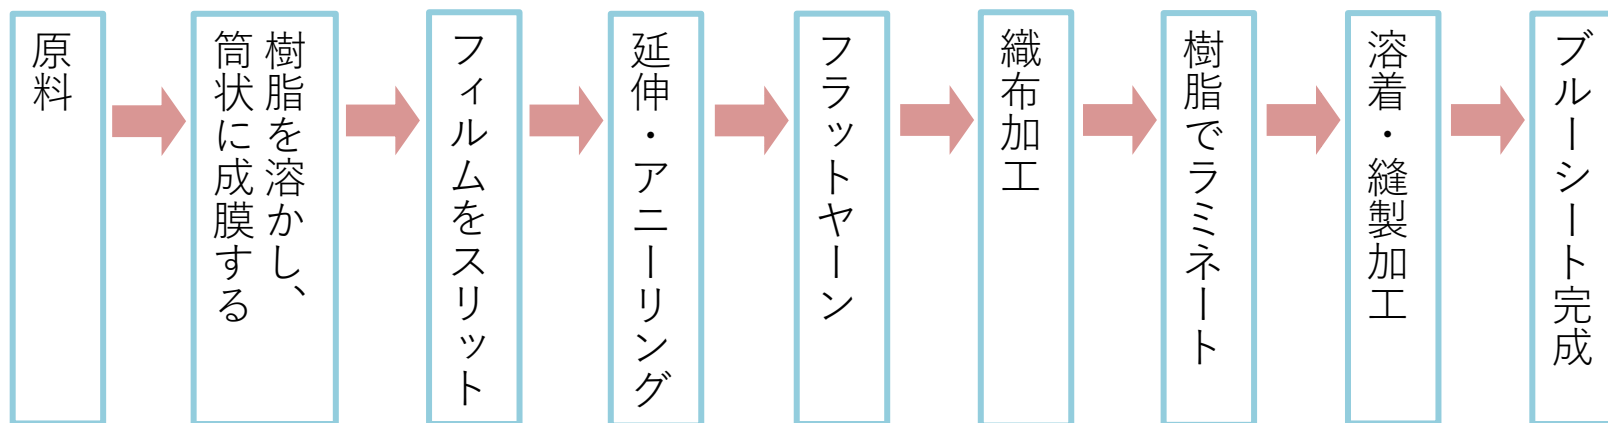 原料
樹脂を溶かし、
筒状に成膜する
フィルムをスリット
延伸・アニーリング
フラットヤーン
織布加工
樹脂でラミネート
溶着・縫製加工
ブルーシート完成